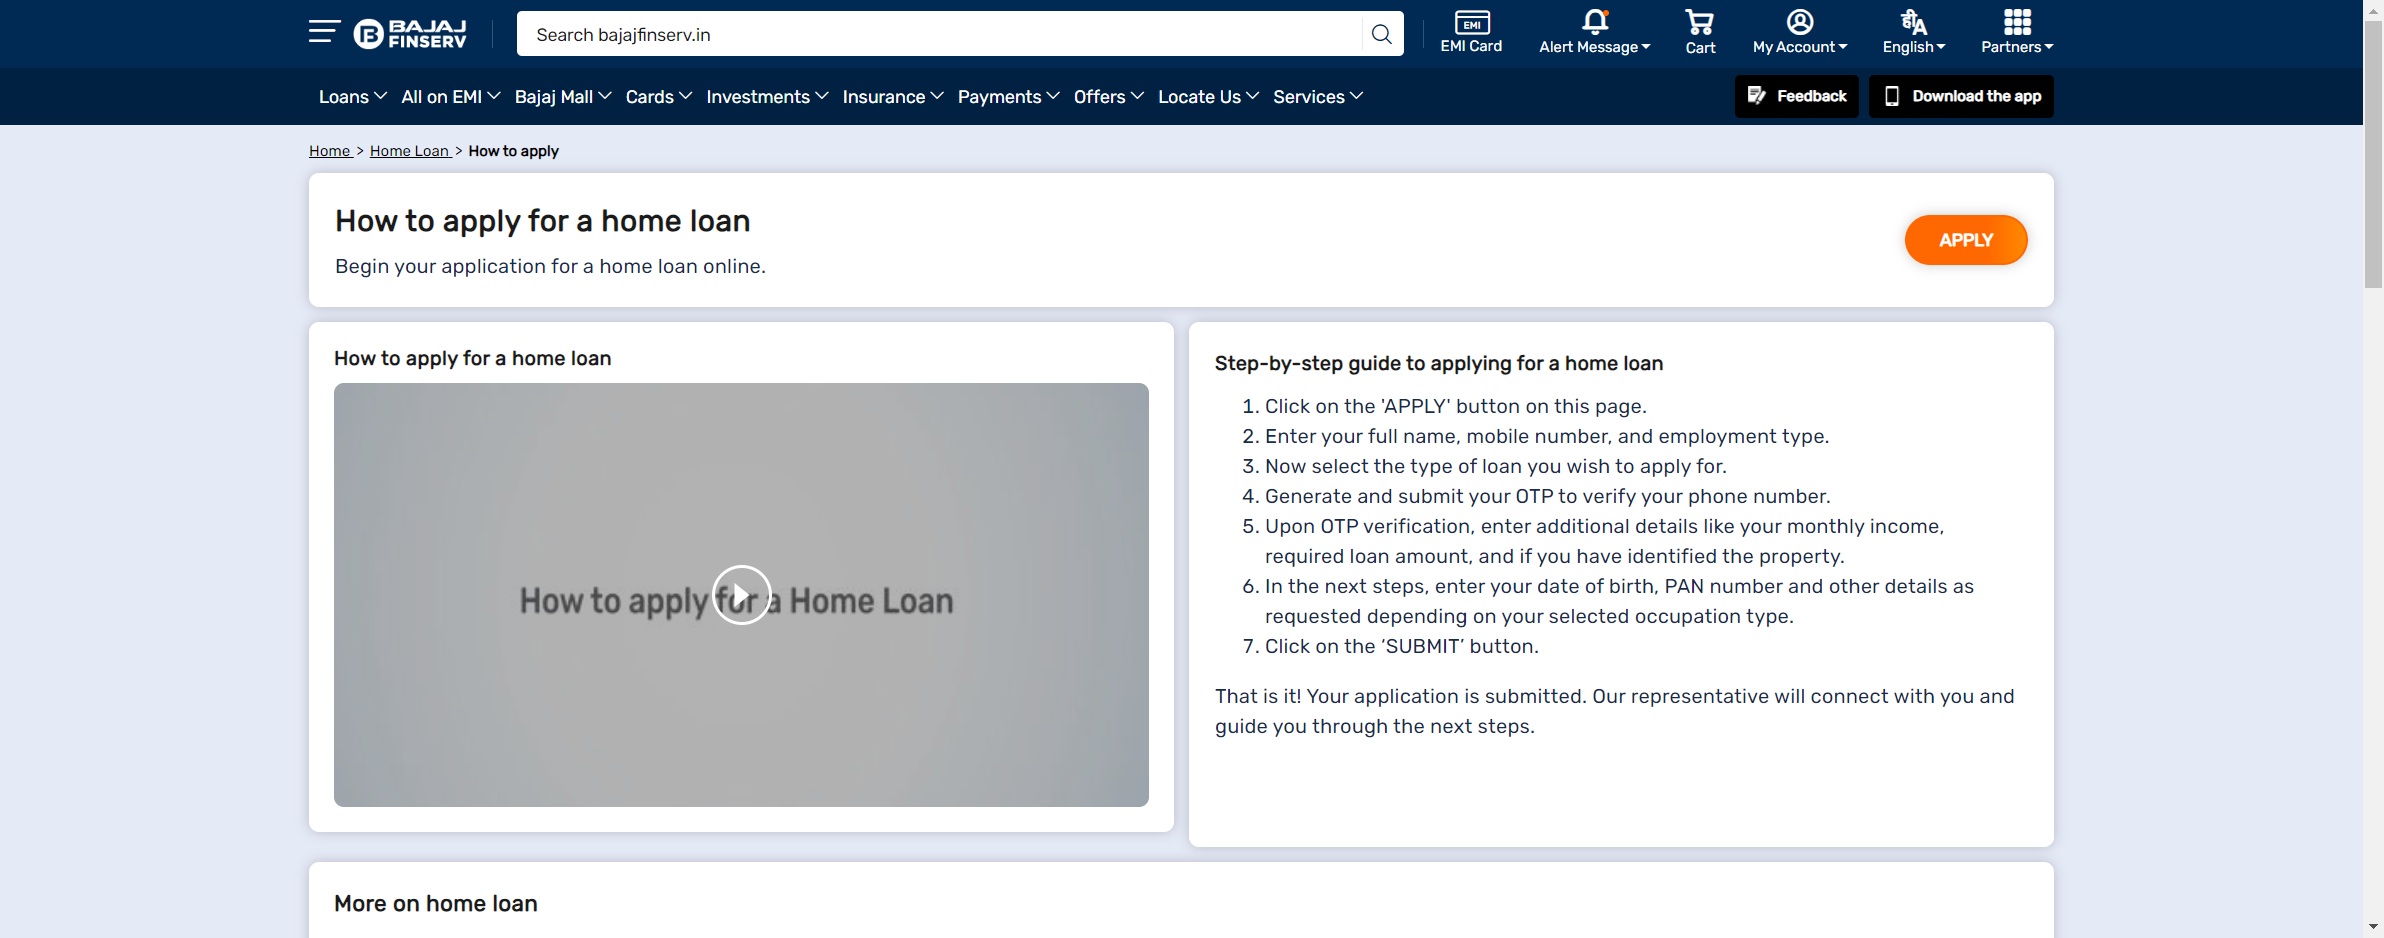 BAJAJ
FINSERV
Search bajajfinserv.in
EMI
EMI Card
Alert Message
Cart
My Account
हीA
English
Partners
Loans All on EMI Bajaj Mall Cards Investments Insurance Payments Offers Locate Us Services
Feedback
Download the app
Home > Home Loan > How to apply
How to apply for a home loan
Begin your application for a home loan online.
APPLY
How to apply for a home loan
How to apply for a Home Loan
Step-by-step guide to applying for a home loan
1. Click on the 'APPLY' button on this page.
2. Enter your full name, mobile number, and employment type.
3. Now select the type of loan you wish to apply for.
4. Generate and submit your OTP to verify your phone number.
5. Upon OTP verification, enter additional details like your monthly income,
required loan amount, and if you have identified the property.
6. In the next steps, enter your date of birth, PAN number and other details as
requested depending on your selected occupation type.
7. Click on the ‘SUBMIT’ button.
That is it! Your application is submitted. Our representative will connect with you and
guide you through the next steps.
More on home loan